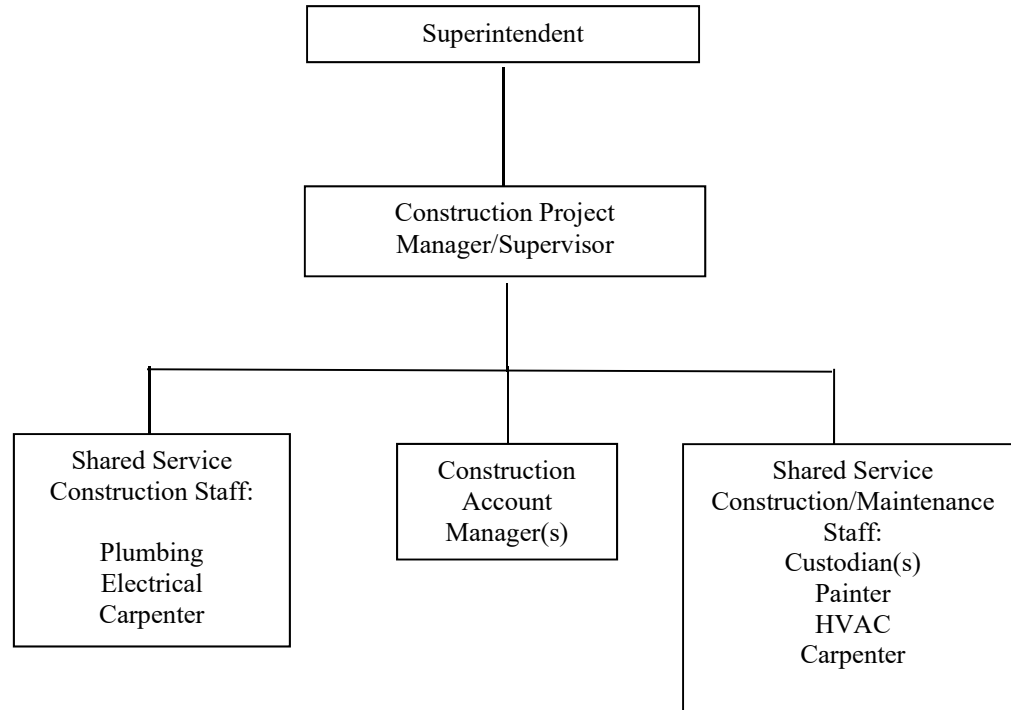 Superintendent
Construction Project
Manager/Supervisor
Shared Service
Construction Staff:
Plumbing
Electrical
Carpenter
Construction
Account
Manager(s)
Shared Service
Construction/Maintenance
Staff:
Custodian(s)
Painter
HVAC
Carpenter